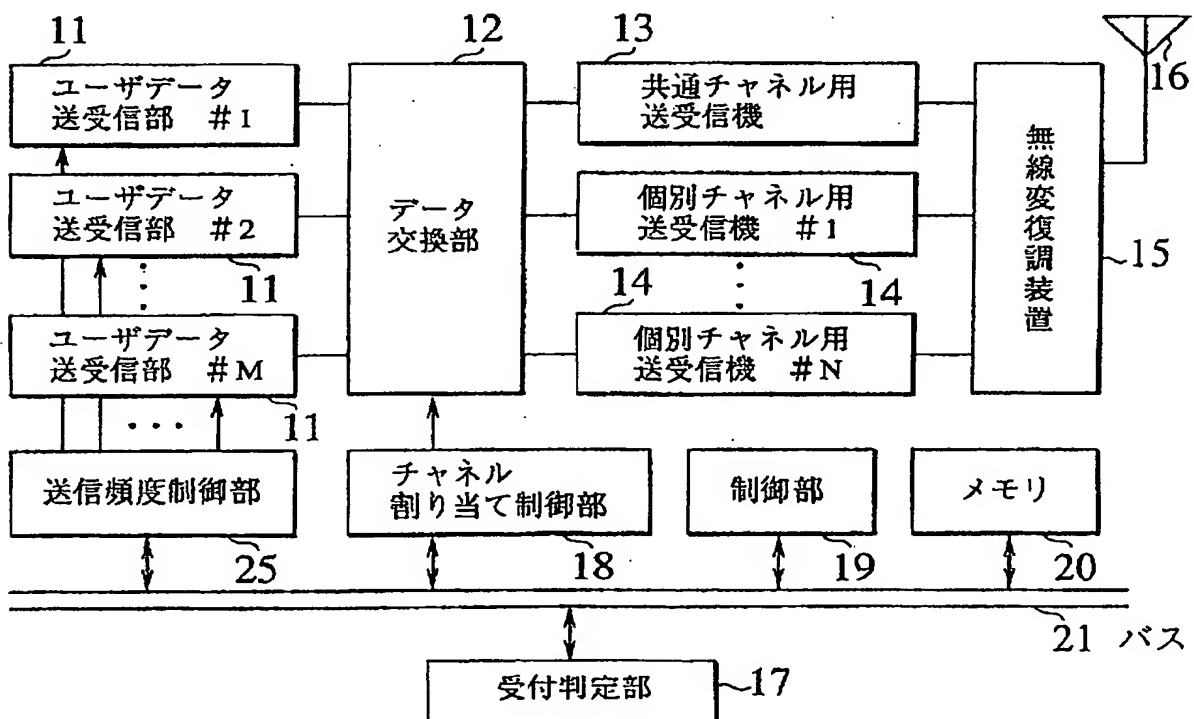 11
ユーザデータ
送受信部 #1
ユーザデータ
送受信部 #2
11
ユーザデータ
送受信部 #M
11
12
データ
交換部
13
共通チャネル用
送受信機
個別チャネル用
送受信機 #1
14
14
個別チャネル用
送受信機 #N
無線変復調装置
15
16
送信頻度制御部
25
チャネル
割り当て制御部
18
制御部
19
メモリ
20
21 バス
受付判定部
17